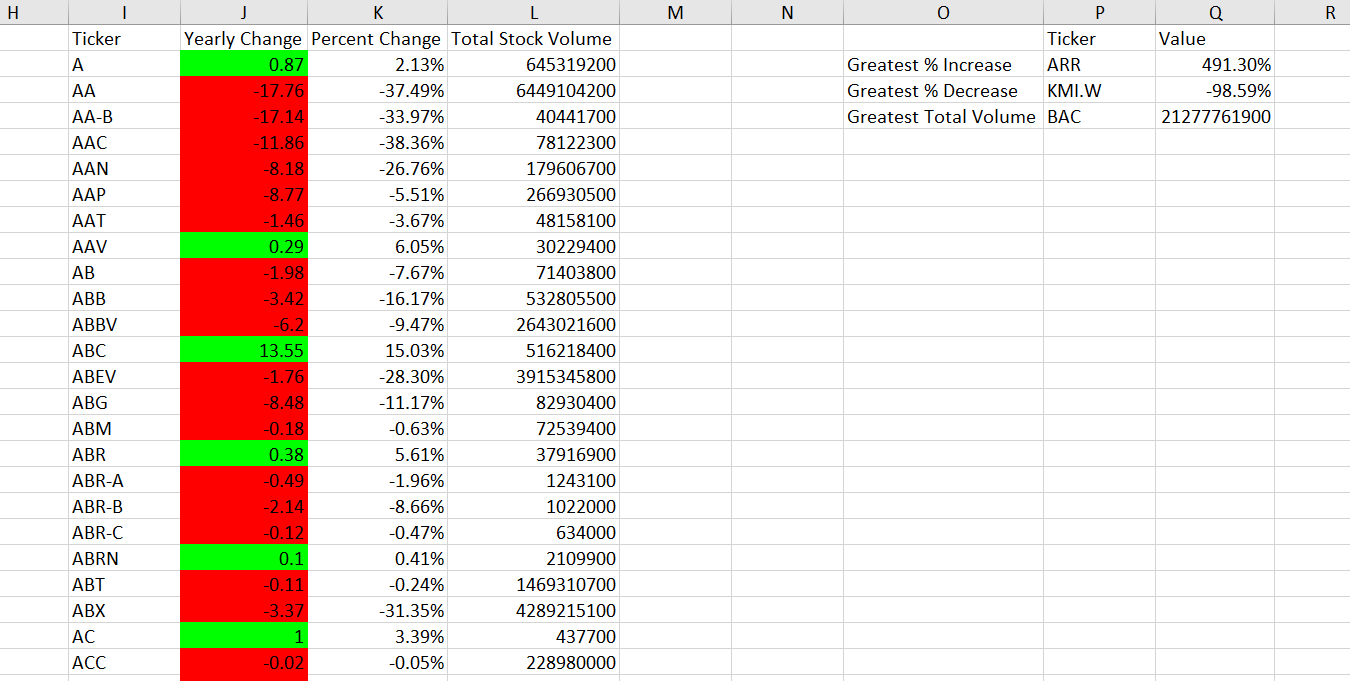 H I J K L M N O P Q R
Ticker Yearly Change Percent Change Total Stock Volume Ticker Value
A 0.87 2.13% 645319200 Greatest % Increase ARR 491.30%
AA -17.76 -37.49% 6449104200 Greatest % Decrease KMI.W -98.59%
AA-B -17.14 -33.97% 40441700 Greatest Total Volume BAC 21277761900
AAC -11.86 -38.36% 78122300
AAN -8.18 -26.76% 179606700
AAP -8.77 -5.51% 266930500
AAT -1.46 -3.67% 48158100
AAV 0.29 6.05% 30229400
AB -1.98 -7.67% 71403800
ABB -3.42 -16.17% 532805500
ABBV -6.2 -9.47% 2643021600
ABC 13.55 15.03% 516218400
ABEV -1.76 -28.30% 3915345800
ABG -8.48 -11.17% 82930400
ABM -0.18 -0.63% 72539400
ABR 0.38 5.61% 37916900
ABR-A -0.49 -1.96% 1243100
ABR-B -2.14 -8.66% 1022000
ABR-C -0.12 -0.47% 634000
ABRN 0.1 0.41% 2109900
ABT -0.11 -0.24% 1469310700
ABX -3.37 -31.35% 4289215100
AC 1 3.39% 437700
ACC -0.02 -0.05% 228980000